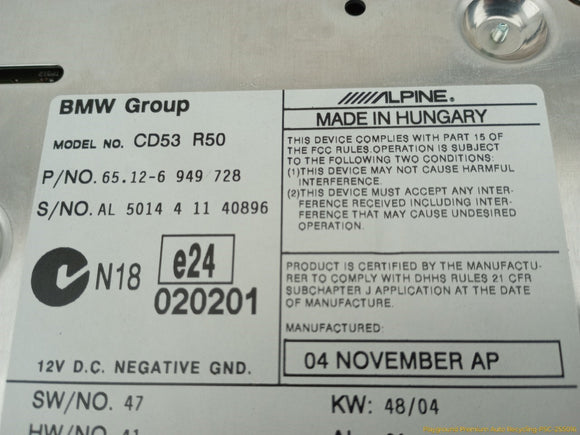 BMW Group
MODEL NO. CD53 R50
P/NO. 65.12-6 949 728
S/NO. AL 5014 4 11 40896
N18
e24
020201
12V D.C. NEGATIVE GND.
ALPINE®
MADE IN HUNGARY
THIS DEVICE COMPLIES WITH PART 15 OF
THE FCC RULES. OPERATION IS SUBJECT
TO THE FOLLOWING TWO CONDITIONS:
(1)THIS DEVICE MAY NOT CAUSE HARMFUL
INTERFERENCE.
(2)THIS DEVICE MUST ACCEPT ANY INTER-
FERENCE RECEIVED INCLUDING INTER-
FERENCE THAT MAY CAUSE UNDESIRED
OPERATION.
PRODUCT IS CERTIFIED BY THE MANUFACTU-
RER TO COMPLY WITH DHHS RULES 21 CFR
SUBCHAPTER J APPLICATION AT THE DATE
OF MANUFACTURE.
MANUFACTURED:
04 NOVEMBER AP
SW/NO. 47
KW: 48/04
HW/NO. 41